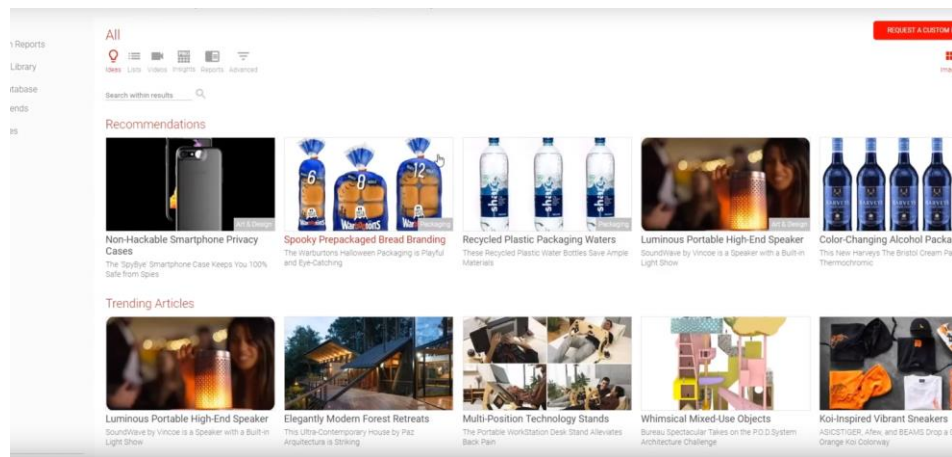 All
REQUEST A CUSTOM
Reports
Library
Ideas Lists Videos Insights Reports Advanced
Search within results
Recommendations
6 8 12
Art & Design
Packaging
Packaging
Art & Design
Non-Hackable Smartphone Privacy
Cases
The 'SpyBye' Smartphone Case Keeps You 100%
Safe from Spies
Spooky Prepackaged Bread Branding
The Warburtons Halloween Packaging is Playful
and Eye-Catching
Recycled Plastic Packaging Waters
These Recycled Plastic Water Bottles Save Ample
Materials
Luminous Portable High-End Speaker
SoundWave by Vincoe is a Speaker with a Built-in
Light Show
Color-Changing Alcohol Packa
This New Harveys The Bristol Cream Pa
Thermochromic
Trending Articles
Luminous Portable High-End Speaker
SoundWave by Vincoe is a Speaker with a Built-in
Light Show
Elegantly Modern Forest Retreats
This Ultra-Contemporary House by Paz
Arquitectura is Striking
Multi-Position Technology Stands
The Portable WorkStation Desk Stand Alleviates
Back Pain
Whimsical Mixed-Use Objects
Bureau Spectacular Takes on the P.O.D.System
Architecture Challenge
Koi-Inspired Vibrant Sneakers
ASICSTIGER, Afew, and BEAMS Drop a
Orange Koi Colorway